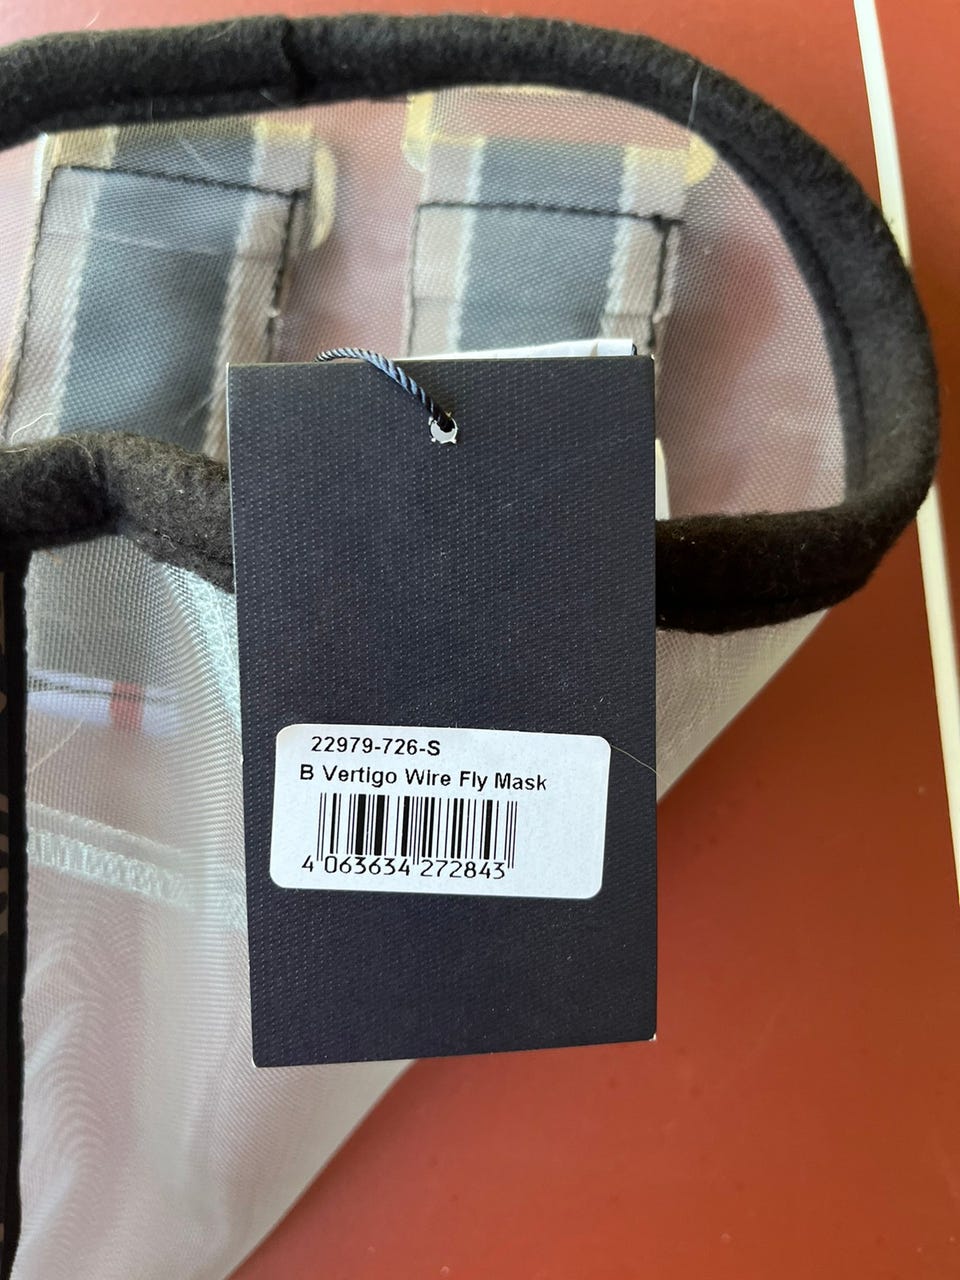 22979-726-S
B Vertigo Wire Fly Mask
4 063634 272843